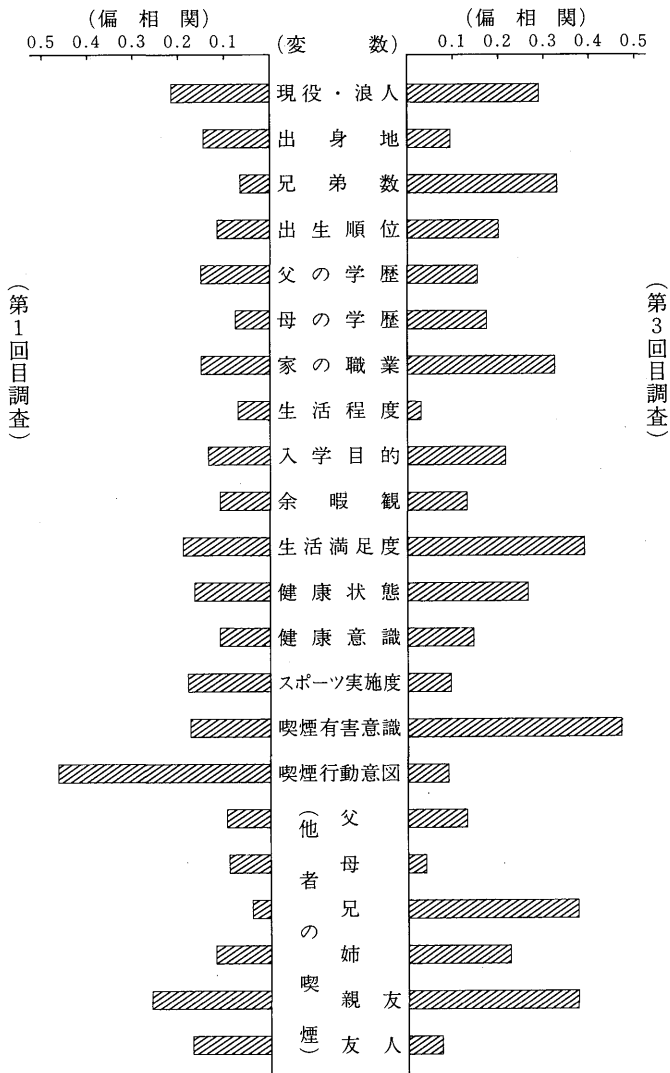 (偏相関) (偏相関)
0.5 0.4 0.3 0.2 0.1 (変数) 0.1 0.2 0.3 0.4 0.5
(第1回目調査)
現役・浪人
出身地
兄弟数
出生順位
父の学歴
母の学歴
家の職業
生活程度
入学目的
余暇観
生活満足度
健康状態
健康意識
スポーツ実施度
喫煙有害意識
喫煙行動意図
(他者の喫煙)
父
母
兄
姉
親友
友人
(第3回目調査)